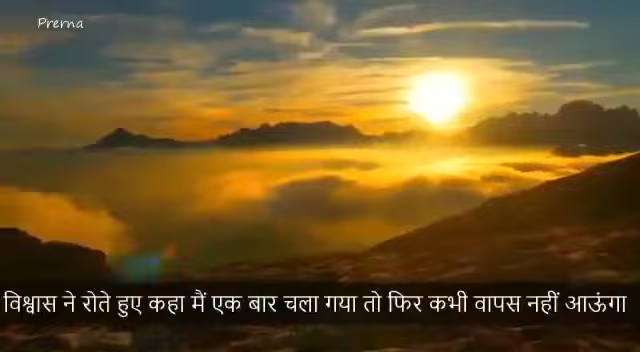 Prerna
विश्वास ने रोते हुए कहा मैं एक बार चला गया तो फिर कभी वापस नहीं आऊंगा